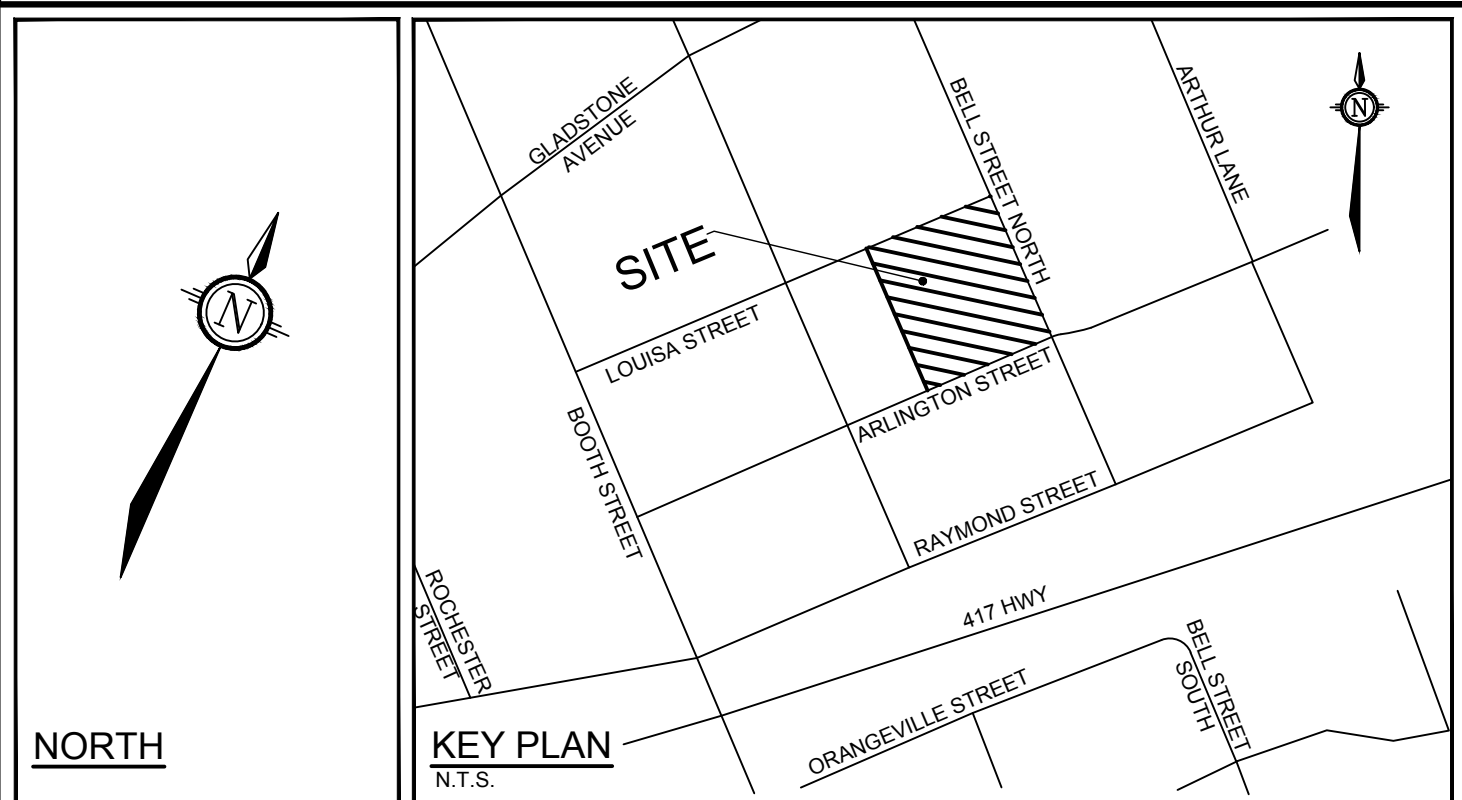 N
NORTH
GLADSTONE
AVENUE
BELL STREET NORTH
ARTHUR LANE
N
SITE
LOUISA STREET
ARLINGTON STREET
BOOTH STREET
RAYMOND STREET
ROCHESTER
STREET
417 HWY
ORANGEVILLE STREET
BELL STREET
SOUTH
KEY PLAN
N.T.S.